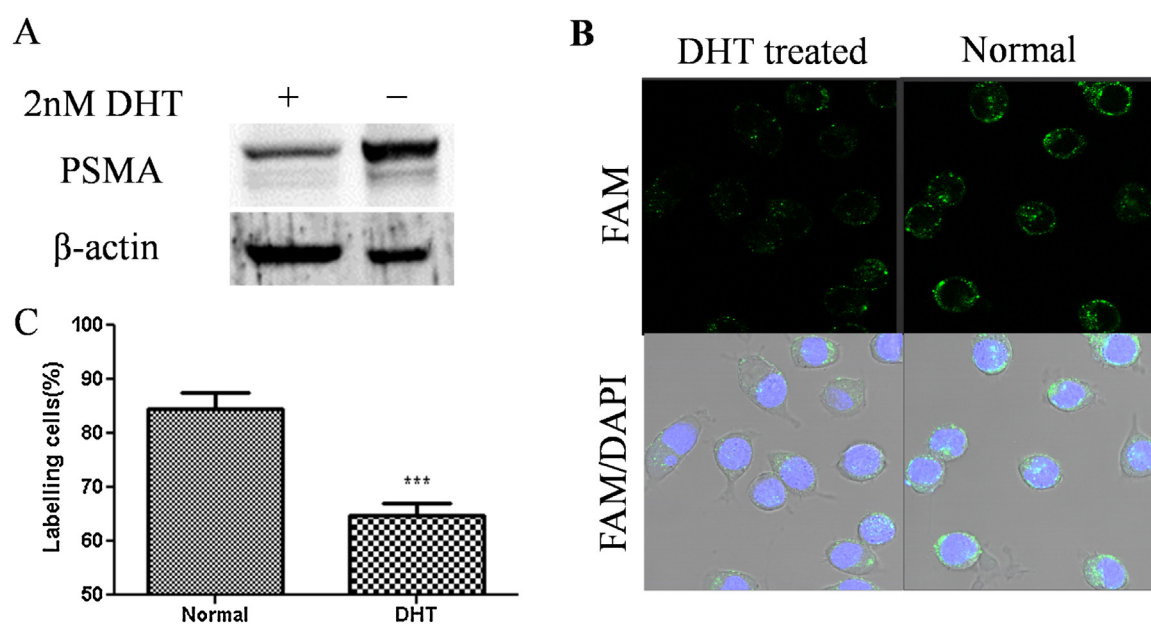 A
2nM DHT + −
PSMA
β-actin
B
DHT treated Normal
FAM
FAM/DAPI
C
Labelling cells(%)
100
90
80
70
60
50
***
Normal DHT